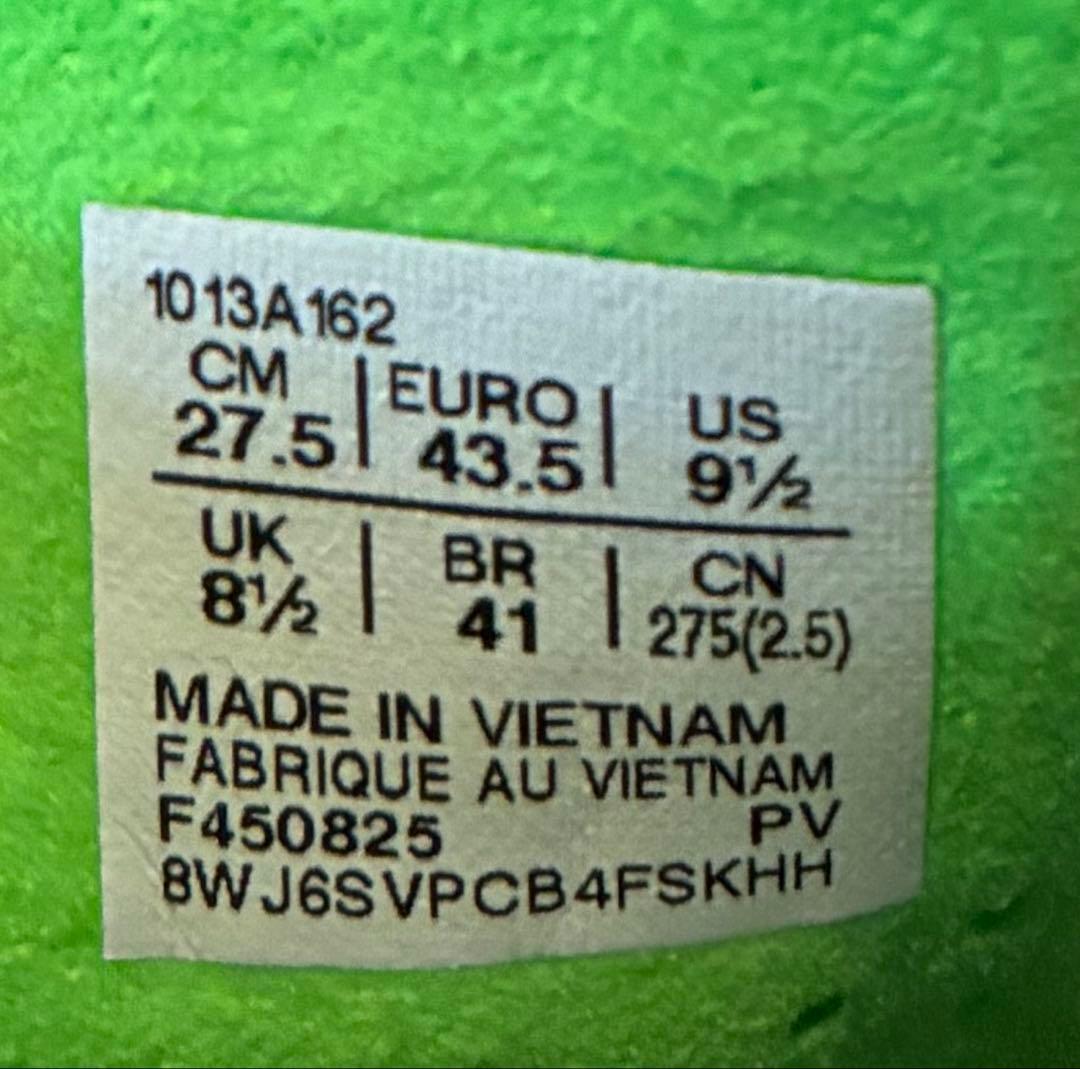 1013A162
CM | EURO | US
27.5 | 43.5 | 9½
UK | BR | CN
8½ | 41 | 275(2.5)
MADE IN VIETNAM
FABRIQUE AU VIETNAM
F450825 PV
8WJ6SVPCB4FSKHH